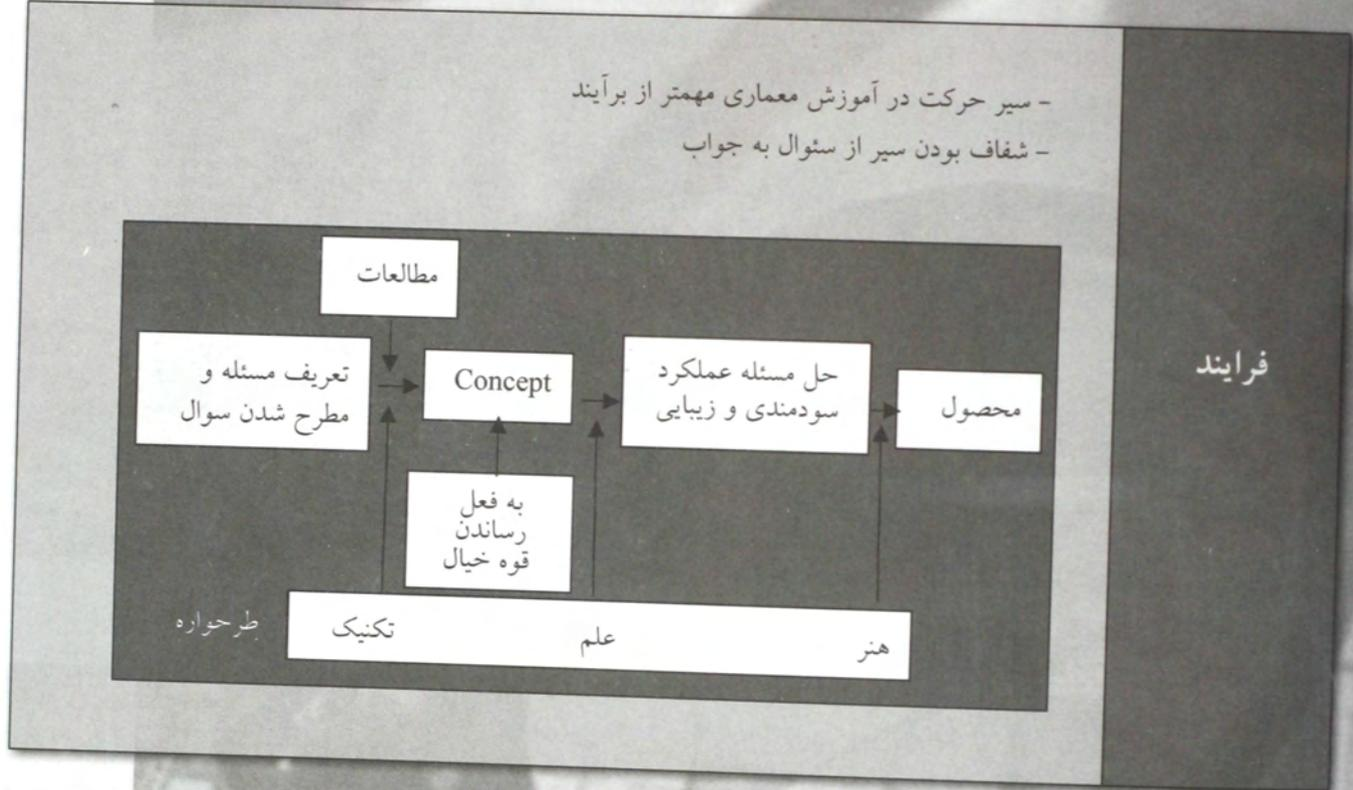 - سیر حرکت در آموزش معماری مهمتر از برآیند
- شفاف بودن سیر از سئوال به جواب
فرایند
مطالعات
تعریف مسئله و
مطرح شدن سوال
Concept
حل مسئله عملکرد
سودمندی و زیبایی
محصول
به فعل
رساندن
قوه خیال
طرحواره
تکنیک
علم
هنر